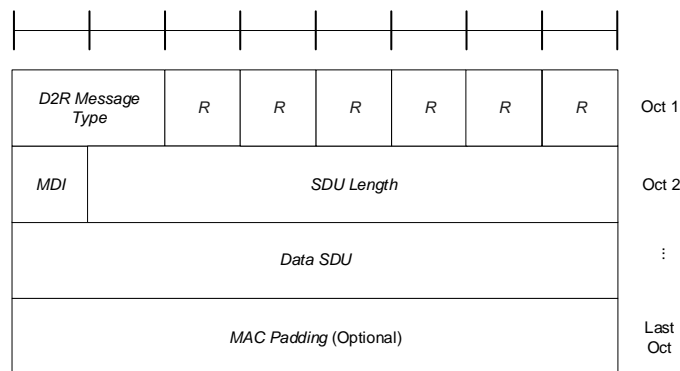 D2R Message
Type
R
R
R
R
R
R
Oct 1
MDI
SDU Length
Oct 2
Data SDU
⋮
MAC Padding (Optional)
Last
Oct